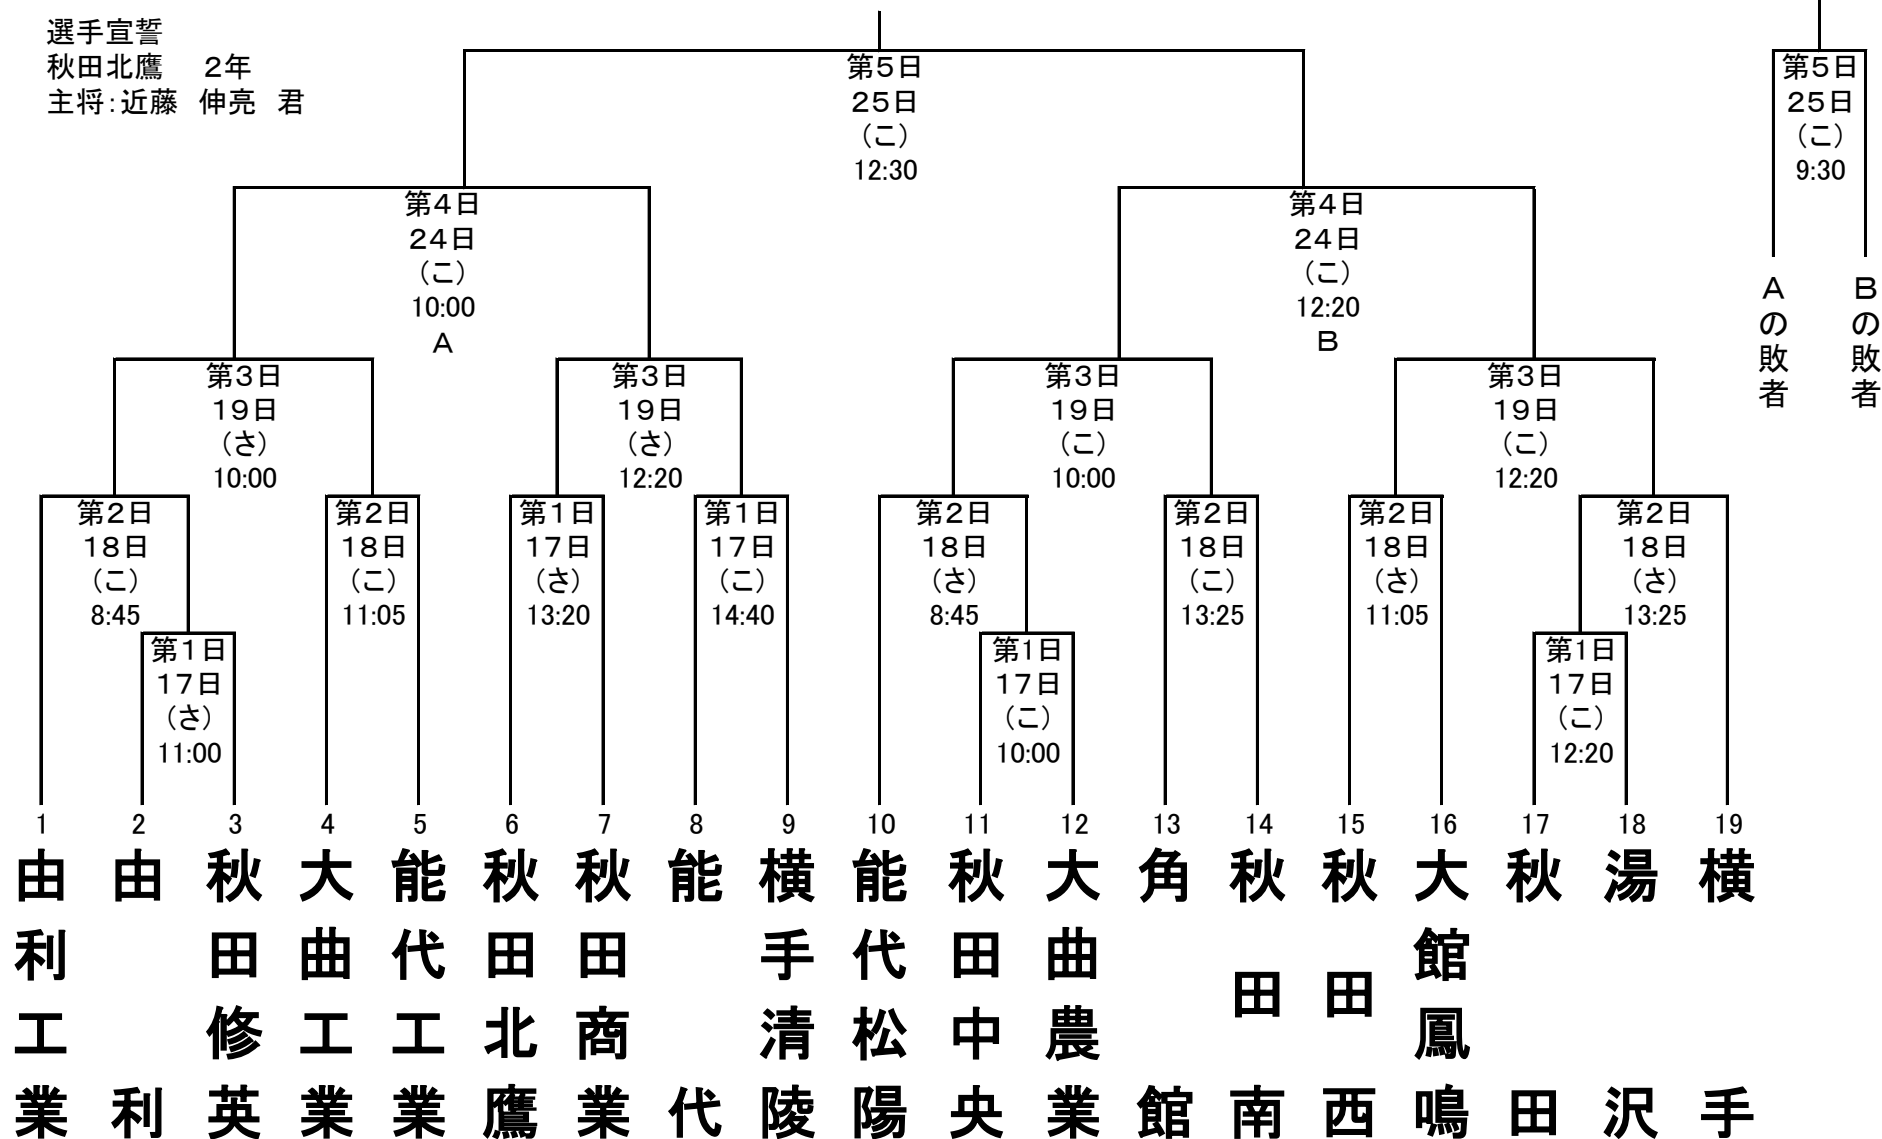 選手宣誓
秋田北鷹　２年
主将：近藤　伸亮　君
第５日
２５日
（こ）
12:30
第５日
２５日
（こ）
9:30
Ａの敗者
Ｂの敗者
第４日
２４日
（こ）
10:00
Ａ
第４日
２４日
（こ）
12:20
Ｂ
第３日
１９日
（さ）
10:00
第３日
１９日
（さ）
12:20
第３日
１９日
（こ）
10:00
第３日
１９日
（こ）
12:20
第２日
１８日
（こ）
8:45
第２日
１８日
（こ）
11:05
第１日
１７日
（さ）
13:20
第１日
１７日
（こ）
14:40
第２日
１８日
（さ）
8:45
第２日
１８日
（こ）
13:25
第２日
１８日
（さ）
11:05
第２日
１８日
（さ）
13:25
第１日
１７日
（さ）
11:00
第1日
１７日
（こ）
10:00
第1日
１７日
（こ）
12:20
1
由利工業
2
由利
3
秋田修英
4
大曲工業
5
能代工業
6
秋田北鷹
7
秋田商業
8
能代
9
横手清陵
10
能代松陽
11
秋田中央
12
大曲農業
13
角館
14
秋田南
15
秋田西
16
大館鳳鳴
17
秋田
18
湯沢
19
横手